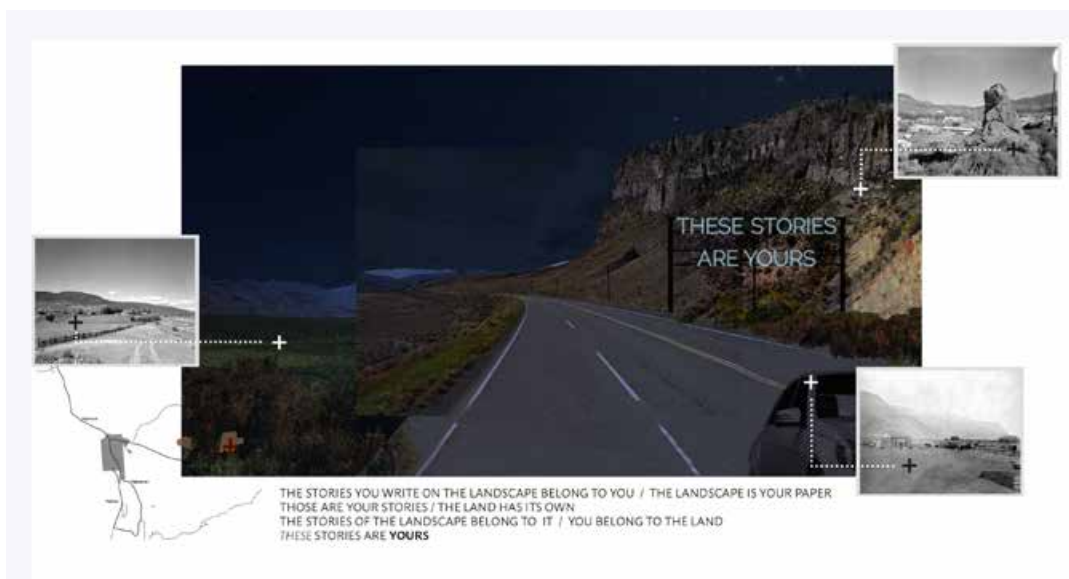 THESE STORIES
ARE YOURS
THE STORIES YOU WRITE ON THE LANDSCAPE BELONG TO YOU / THE LANDSCAPE IS YOUR PAPER
THOSE ARE YOUR STORIES / THE LAND HAS ITS OWN
THE STORIES OF THE LANDSCAPE BELONG TO IT / YOU BELONG TO THE LAND
THESE STORIES ARE YOURS